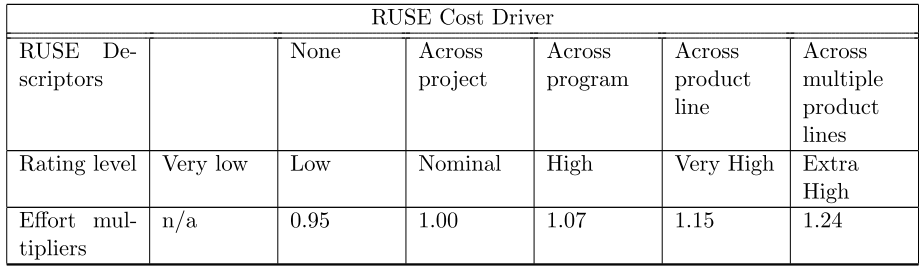 RUSE Cost Driver
RUSE De- None Across Across Across Across
scriptors project program product multiple
line product
lines
Rating level Very low Low Nominal High Very High Extra
High
Effort mul- n/a 0.95 1.00 1.07 1.15 1.24
tipliers